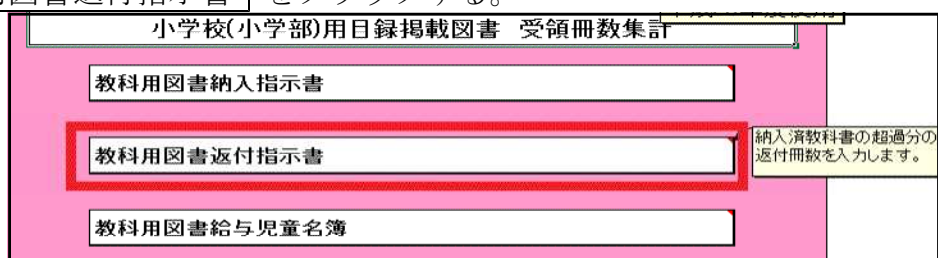 図書返付指示書 をクリックする。
小学校(小学部)用目録掲載図書 受領冊数集計
教科用図書納入指示書
教科用図書返付指示書
納入済教科書の超過分の
返付冊数を入力します。
教科用図書給与児童名簿